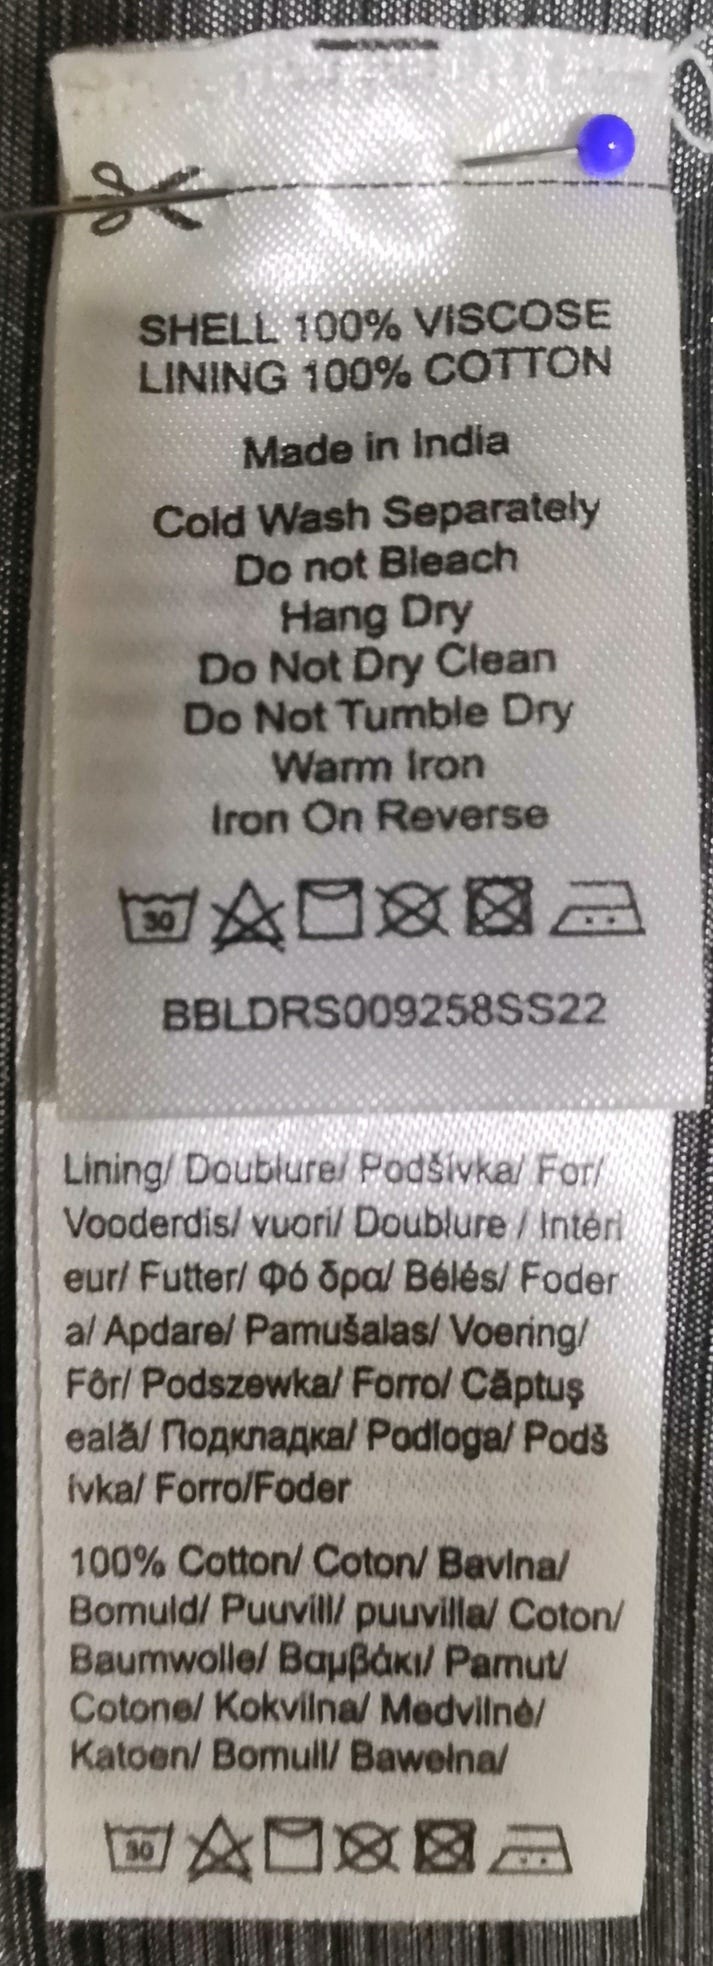 SHELL 100% VISCOSE
LINING 100% COTTON
Made in India
Cold Wash Separately
Do not Bleach
Hang Dry
Do Not Dry Clean
Do Not Tumble Dry
Warm Iron
Iron On Reverse
30
BBLDRS009258SS22
Lining/ Doublure/ Podšívka/ For/
Vooderdis/ vuori/ Doublure / Intéri
eur/ Futter/ Φό δρα/ Bélés/ Foder
a/ Apdare/ Pamušalas/ Voering/
Fôr/ Podszewka/ Forro/ Căptuş
eală/ Подкладка/ Podloga/ Podš
ívka/ Forro/Foder
100% Cotton/ Coton/ Bavlna/
Bomuld/ Puuvill/ puuvilla/ Coton/
Baumwolle/ Βαμβάκι/ Pamut/
Cotone/ Kokvilna/ Medvilnė/
Katoen/ Bomull/ Bawełna/
30